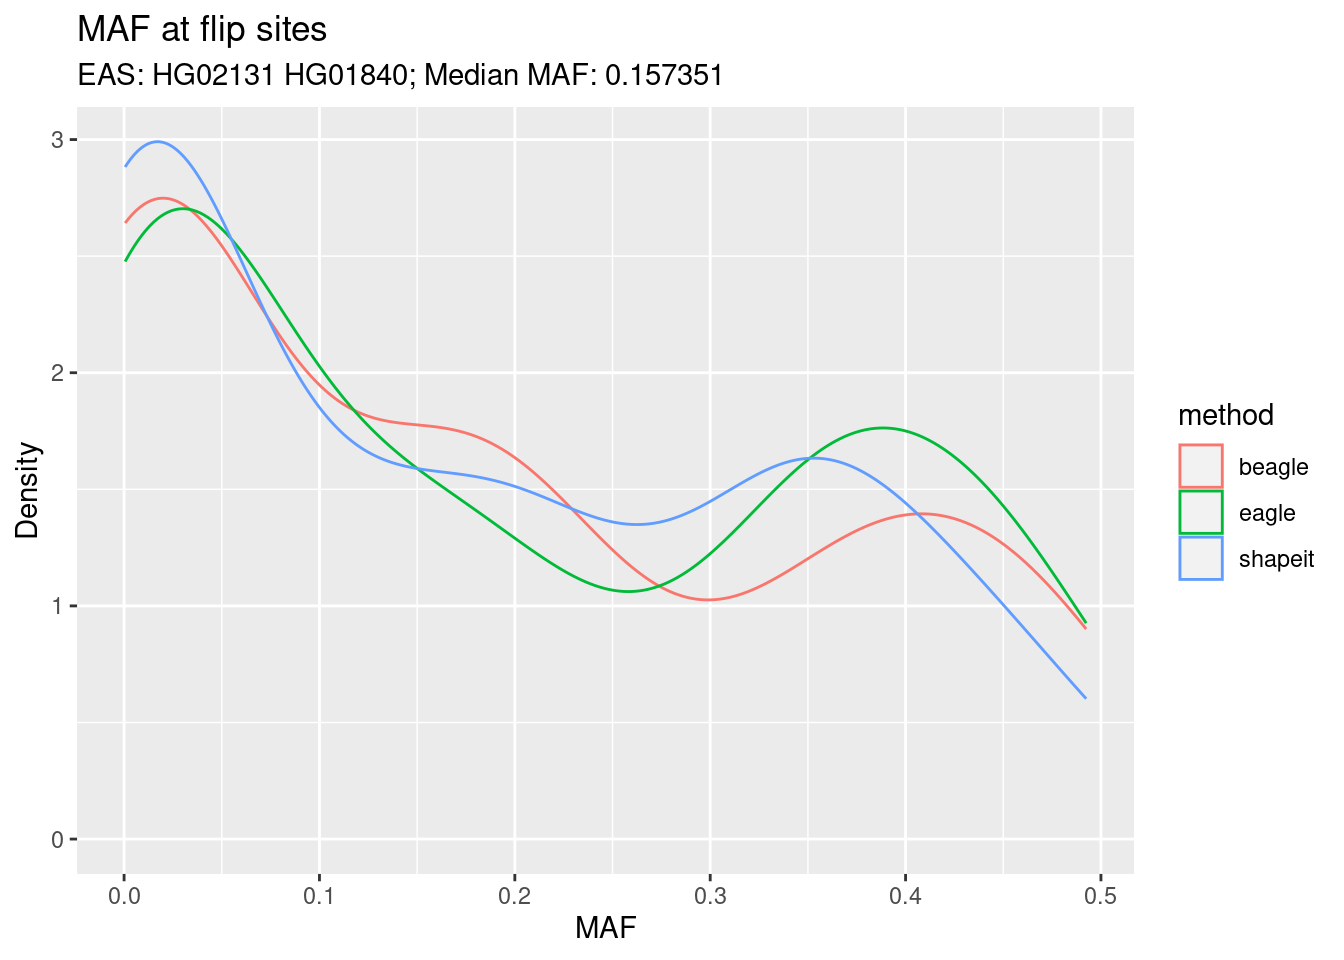 MAF at flip sites
EAS: HG02131 HG01840; Median MAF: 0.157351
3
2
1
0
Density
0.0 0.1 0.2 0.3 0.4 0.5
MAF
method
beagle
eagle
shapeit